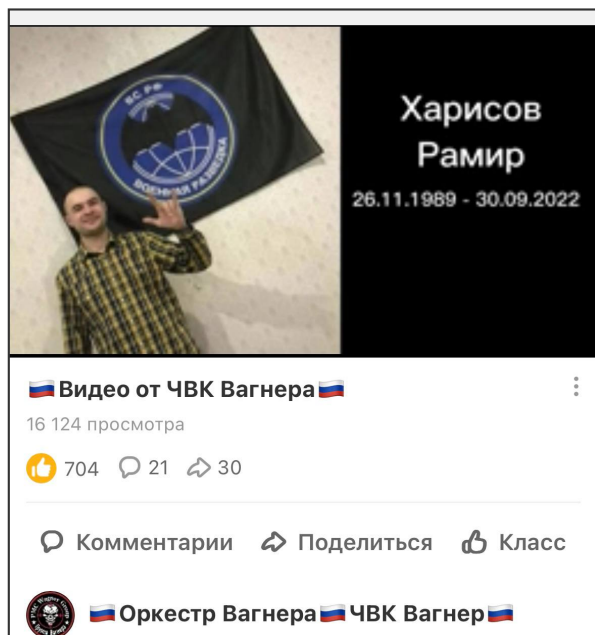 ВС РФ
ВОЕННАЯ РАЗВЕДКА
Харисов
Рамир
26.11.1989 - 30.09.2022
🇷🇺Видео от ЧВК Вагнера🇷🇺
16 124 просмотра
704 21 30
Комментарии Поделиться Класс
🇷🇺Оркестр Вагнера🇷🇺ЧВК Вагнер🇷🇺